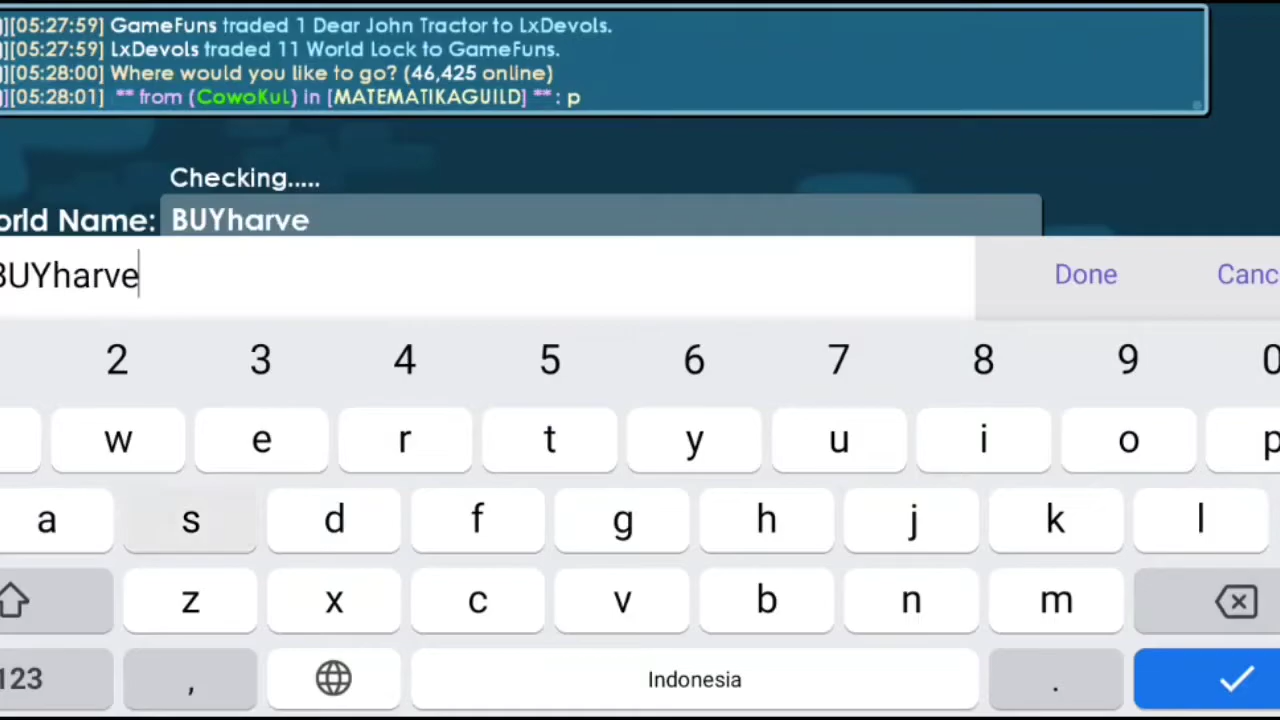 ][05:27:59] GameFuns traded 1 Dear John Tractor to LxDevols.
][05:27:59] LxDevols traded 11 World Lock to GameFuns.
][05:28:00] Where would you like to go? (46,425 online)
][05:28:01] ** from (CowoKuL) in [MATEMATIKAGUILD] ** : p
Checking.....
orld Name: BUYharve
BUYharve Done Canc
2 3 4 5 6 7 8 9 0
w e r t y u i o p
a s d f g h j k l
z x c v b n m
123 , Indonesia .